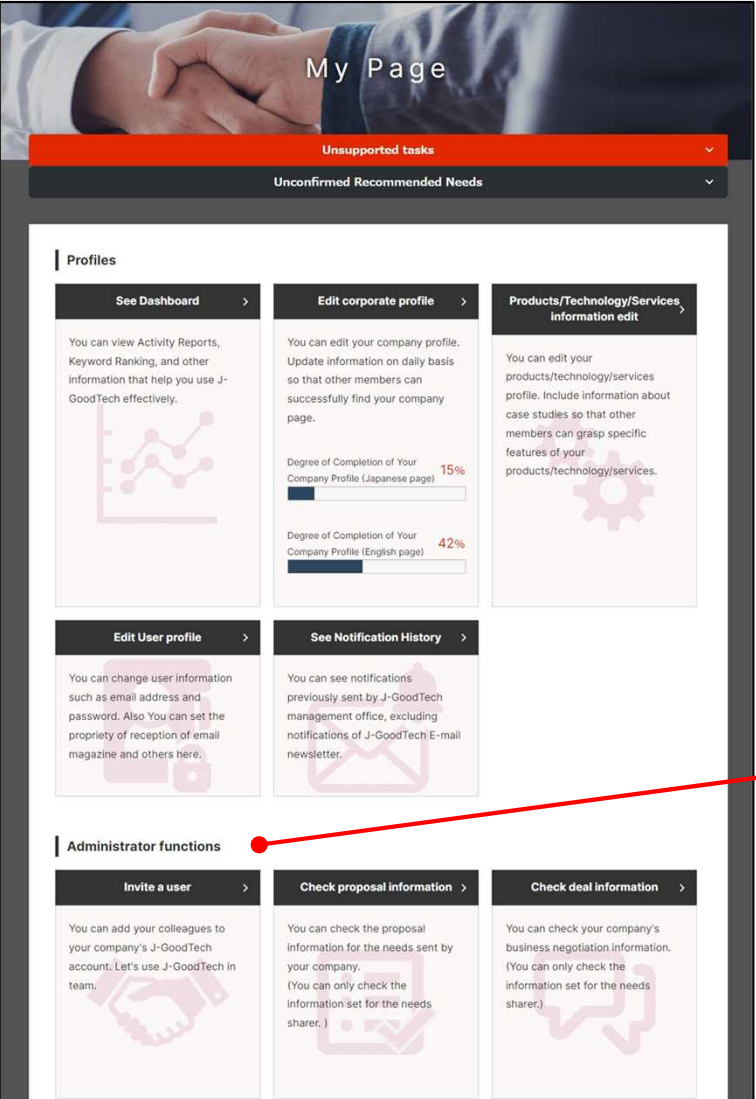 My Page
Unsupported tasks
Unconfirmed Recommended Needs
Profiles
See Dashboard
You can view Activity Reports,
Keyword Ranking, and other
information that help you use J-
GoodTech effectively.
Edit corporate profile
You can edit your company profile.
Update information on daily basis
so that other members can
successfully find your company
page.
Degree of Completion of Your
Company Profile (Japanese page)
15%
Degree of Completion of Your
Company Profile (English page)
42%
Products/Technology/Services
information edit
You can edit your
products/technology/services
profile. Include information about
case studies so that other
members can grasp specific
features of your
products/technology/services.
Edit User profile
You can change user information
such as email address and
password. Also You can set the
propriety of reception of email
magazine and others here.
See Notification History
You can see notifications
previously sent by J-GoodTech
management office, excluding
notifications of J-GoodTech E-mail
newsletter.
Administrator functions
Invite a user
You can add your colleagues to
your company's J-GoodTech
account. Let's use J-GoodTech in
team.
Check proposal information
You can check the proposal
information for the needs sent by
your company.
(You can only check the
information set for the needs
sharer. )
Check deal information
You can check your company's
business negotiation information.
(You can only check the
information set for the needs
sharer.)